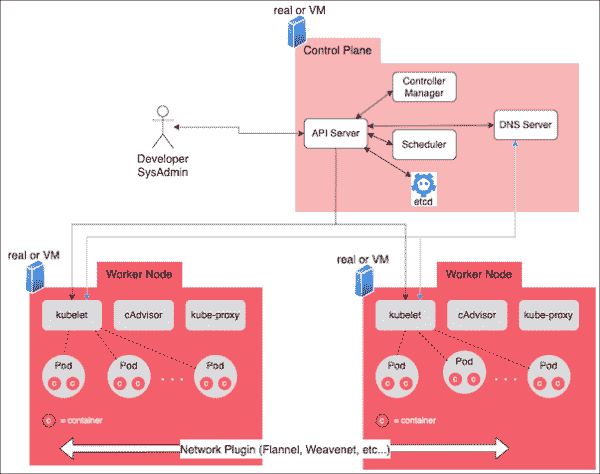 real or VM
Control Plane
Controller
Manager
API Server
DNS Server
Scheduler
etcd
Developer
SysAdmin
real or VM
Worker Node
kubelet
cAdvisor
kube-proxy
Pod
c c
Pod
c c
. . .
Pod
c c
c = container
real or VM
Worker Node
kubelet
cAdvisor
kube-proxy
Pod
c c
Pod
c c
. . .
Pod
c c
c = container
Network Plugin (Flannel, Weavenet, etc...)